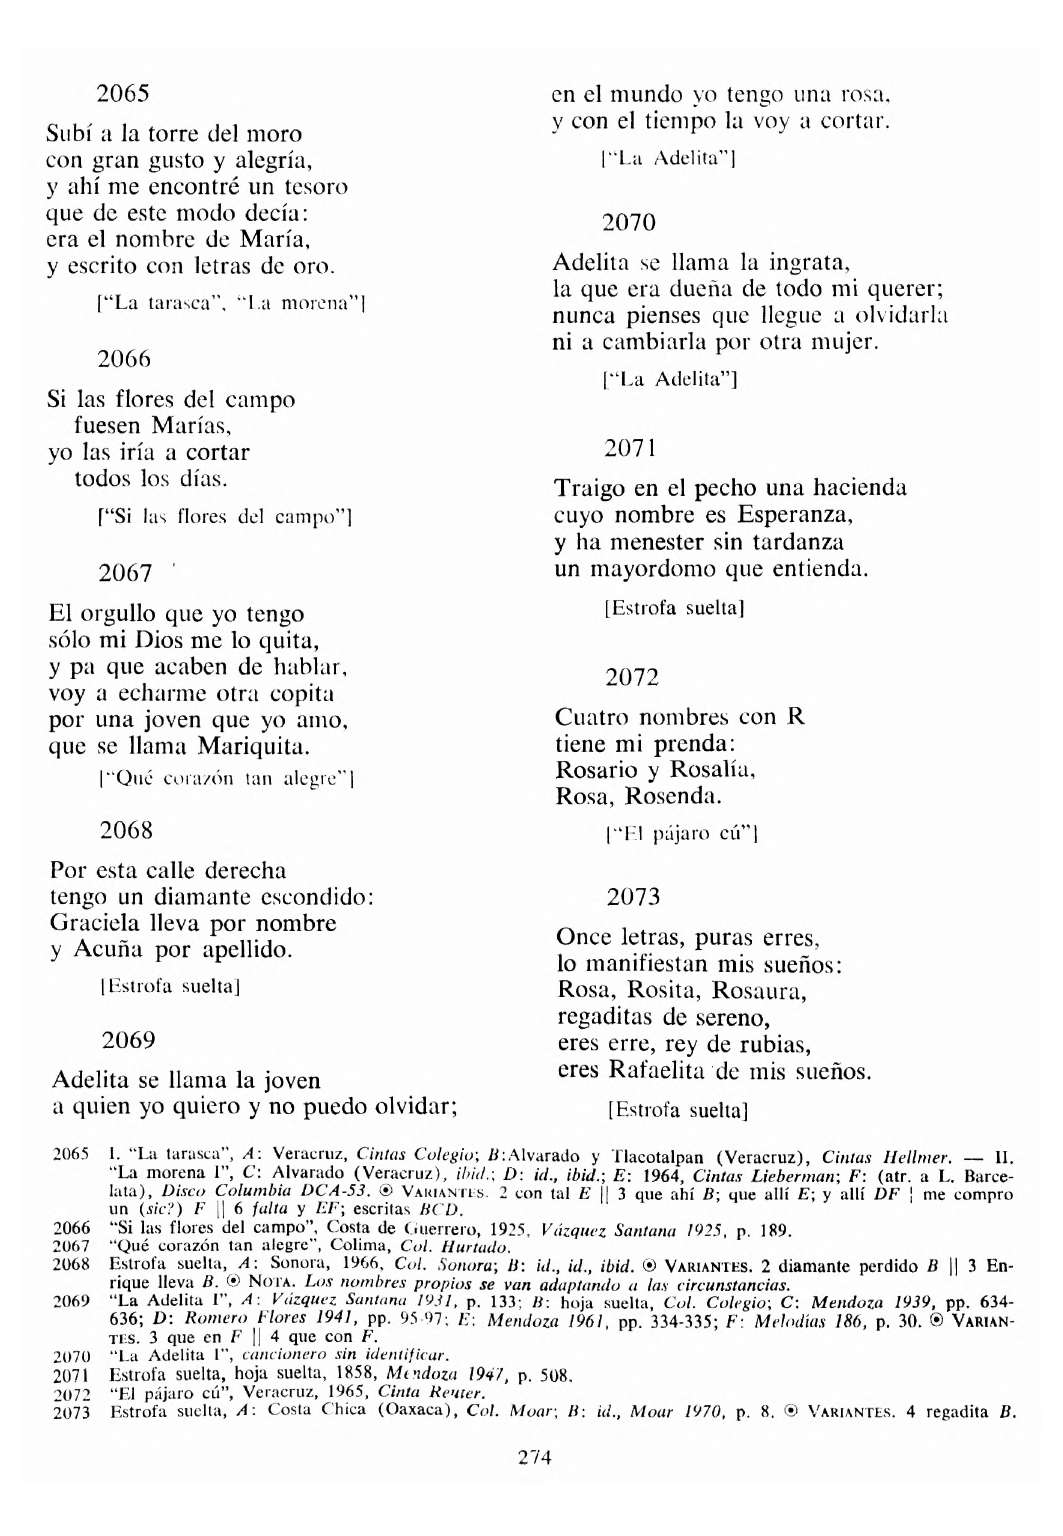 2065
Subí a la torre del moro
con gran gusto y alegría,
y ahí me encontré un tesoro
que de este modo decía:
era el nombre de María,
y escrito con letras de oro.
[“La tarasca”, “La morena”]
2066
Si las flores del campo
fuesen Marías,
yo las iría a cortar
todos los días.
[“Si las flores del campo”]
2067
El orgullo que yo tengo
sólo mi Dios me lo quita,
y pa que acaben de hablar,
voy a echarme otra copita
por una joven que yo amo,
que se llama Mariquita.
[“Qué corazón tan alegre”]
2068
Por esta calle derecha
tengo un diamante escondido:
Graciela lleva por nombre
y Acuña por apellido.
[Estrofa suelta]
2069
Adelita se llama la joven
a quien yo quiero y no puedo olvidar;
en el mundo yo tengo una rosa,
y con el tiempo la voy a cortar.
[“La Adelita”]
2070
Adelita se llama la ingrata,
la que era dueña de todo mi querer;
nunca pienses que llegue a olvidarla
ni a cambiarla por otra mujer.
[“La Adelita”]
2071
Traigo en el pecho una hacienda
cuyo nombre es Esperanza,
y ha menester sin tardanza
un mayordomo que entienda.
[Estrofa suelta]
2072
Cuatro nombres con R
tiene mi prenda:
Rosario y Rosalía,
Rosa, Rosenda.
[“El pájaro cú”]
2073
Once letras, puras erres,
lo manifiestan mis sueños:
Rosa, Rosita, Rosaura,
regaditas de sereno,
eres erre, rey de rubias,
eres Rafaelita de mis sueños.
[Estrofa suelta]
2065 I. “La tarasca”, A: Veracruz, Cintas Colegio; B:Alvarado y Tlacotalpan (Veracruz), Cintas Hellmer. — II.
“La morena I”, C: Alvarado (Veracruz), ibid.; D: id., ibid.; E: 1964, Cintas Lieberman; F: (atr. a L. Barce-
lata), Disco Columbia DCA-53. ⊙ VARIANTES. 2 con tal E || 3 que ahí B; que allí E; y allí DF ¦ me compro
un (sic?) F || 6 falta y EF; escritas BCD.
2066 “Si las flores del campo”, Costa de Guerrero, 1925, Vázquez Santana 1925, p. 189.
2067 “Qué corazón tan alegre”, Colima, Col. Hurtado.
2068 Estrofa suelta, A: Sonora, 1966, Col. Sonora; B: id., id., ibid. ⊙ VARIANTES. 2 diamante perdido B || 3 En-
rique lleva B. ⊙ NOTA. Los nombres propios se van adaptando a las circunstancias.
2069 “La Adelita I”, A: Vázquez Santana 1931, p. 133; B: hoja suelta, Col. Colegio; C: Mendoza 1939, pp. 634-
636; D: Romero Flores 1941, pp. 95-97; E: Mendoza 1961, pp. 334-335; F: Melodías 186, p. 30. ⊙ VARIAN-
TES. 3 que en F || 4 que con F.
2070 “La Adelita I”, cancionero sin identificar.
2071 Estrofa suelta, hoja suelta, 1858, Mendoza 1947, p. 508.
2072 “El pájaro cú”, Veracruz, 1965, Cinta Reuter.
2073 Estrofa suelta, A: Costa Chica (Oaxaca), Col. Moar; B: id., Moar 1970, p. 8. ⊙ VARIANTES. 4 regadita B.
274